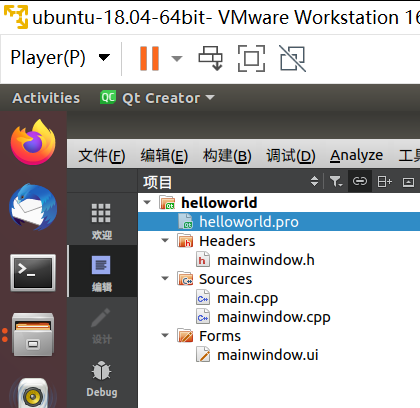 ubuntu-18.04-64bit- VMware Workstation 16
Player(P)
Activities QC Qt Creator
文件(F) 编辑(E) 构建(B) 调试(D) Analyze 工具
项目
helloworld
欢迎
helloworld.pro
Headers
mainwindow.h
编辑
Sources
main.cpp
mainwindow.cpp
设计
Forms
mainwindow.ui
Debug